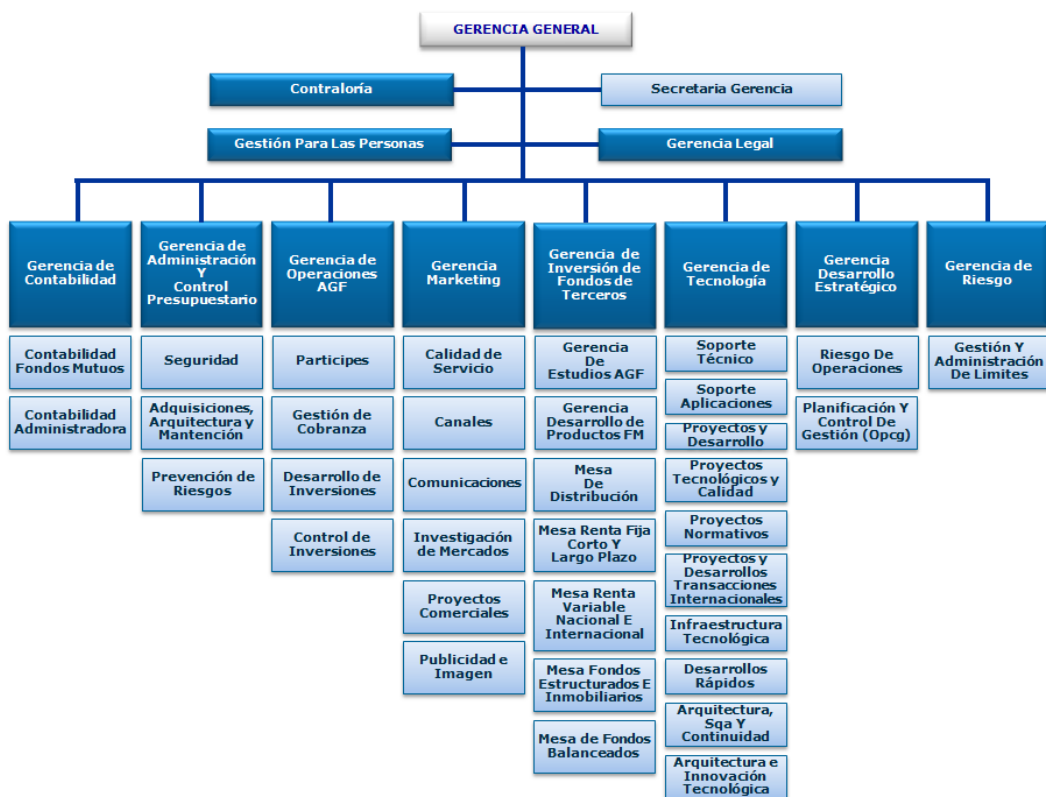 GERENCIA GENERAL
Contraloría
Secretaria Gerencia
Gestión Para Las Personas
Gerencia Legal
Gerencia de
Contabilidad
Gerencia de
Administración
Y
Control
Presupuestario
Gerencia de
Operaciones
AGF
Gerencia
Marketing
Gerencia de
Inversión de
Fondos de
Terceros
Gerencia de
Tecnología
Gerencia
Desarrollo
Estratégico
Gerencia de
Riesgo
Contabilidad
Fondos Mutuos
Contabilidad
Administradora
Seguridad
Adquisiciones,
Arquitectura y
Mantención
Prevención de
Riesgos
Participes
Gestión de
Cobranza
Desarrollo de
Inversiones
Control de
Inversiones
Calidad de
Servicio
Canales
Comunicaciones
Investigación
de Mercados
Proyectos
Comerciales
Publicidad e
Imagen
Gerencia
De
Estudios AGF
Gerencia
Desarrollo de
Productos FM
Mesa
De
Distribución
Mesa Renta Fija
Corto Y
Largo Plazo
Mesa Renta
Variable
Nacional E
Internacional
Mesa Fondos
Estructurados E
Inmobiliarios
Mesa de Fondos
Balanceados
Soporte
Técnico
Soporte
Aplicaciones
Proyectos y
Desarrollo
Proyectos
Tecnológicos y
Calidad
Proyectos
Normativos
Proyectos y
Desarrollos
Transacciones
Internacionales
Infraestructura
Tecnológica
Desarrollos
Rápidos
Arquitectura,
Sqa Y
Continuidad
Arquitectura e
Innovación
Tecnológica
Riesgo De
Operaciones
Planificación Y
Control De
Gestión (Opcg)
Gestión Y
Administración
De Limites